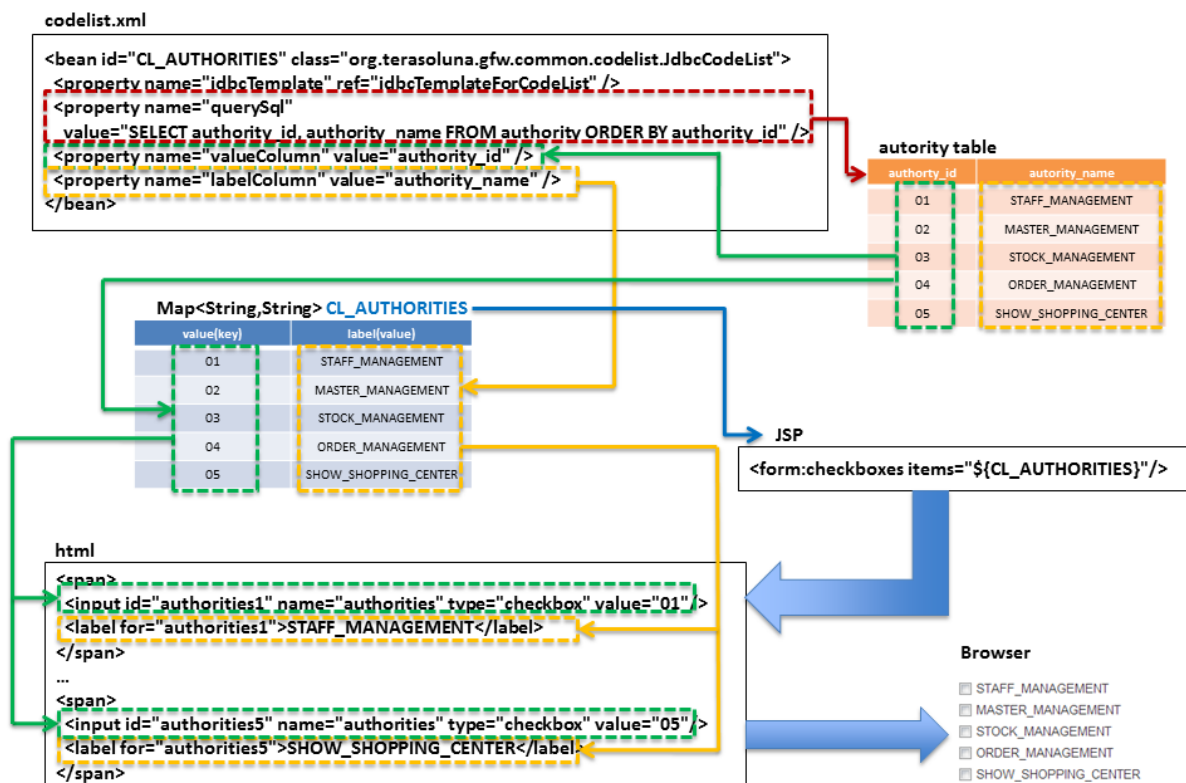 codelist.xml
<bean id="CL_AUTHORITIES" class="org.terasoluna.gfw.common.codelist.JdbcCodeList">
<property name="jdbcTemplate" ref="jdbcTemplateForCodeList" />
<property name="querySql"
value="SELECT authority_id, authority_name FROM authority ORDER BY authority_id" />
<property name="valueColumn" value="authority_id" />
<property name="labelColumn" value="authority_name" />
</bean>
autority table
authorty_id autority_name
01 STAFF_MANAGEMENT
02 MASTER_MANAGEMENT
03 STOCK_MANAGEMENT
04 ORDER_MANAGEMENT
05 SHOW_SHOPPING_CENTER
Map<String,String> CL_AUTHORITIES
value(key) label(value)
01 STAFF_MANAGEMENT
02 MASTER_MANAGEMENT
03 STOCK_MANAGEMENT
04 ORDER_MANAGEMENT
05 SHOW_SHOPPING_CENTER
JSP
<form:checkboxes items="${CL_AUTHORITIES}"/>
html
<span>
<input id="authorities1" name="authorities" type="checkbox" value="01"/>
<label for="authorities1">STAFF_MANAGEMENT</label>
</span>
...
<span>
<input id="authorities5" name="authorities" type="checkbox" value="05"/>
<label for="authorities5">SHOW_SHOPPING_CENTER</label>
</span>
Browser
STAFF_MANAGEMENT
MASTER_MANAGEMENT
STOCK_MANAGEMENT
ORDER_MANAGEMENT
SHOW_SHOPPING_CENTER